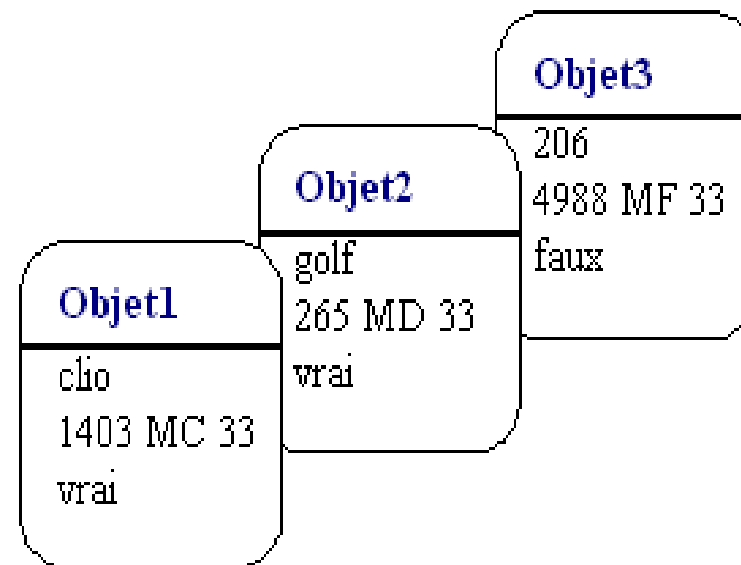 Objet1
clio
1403 MC 33
vrai
Objet2
golf
265 MD 33
vrai
Objet3
206
4988 MF 33
faux